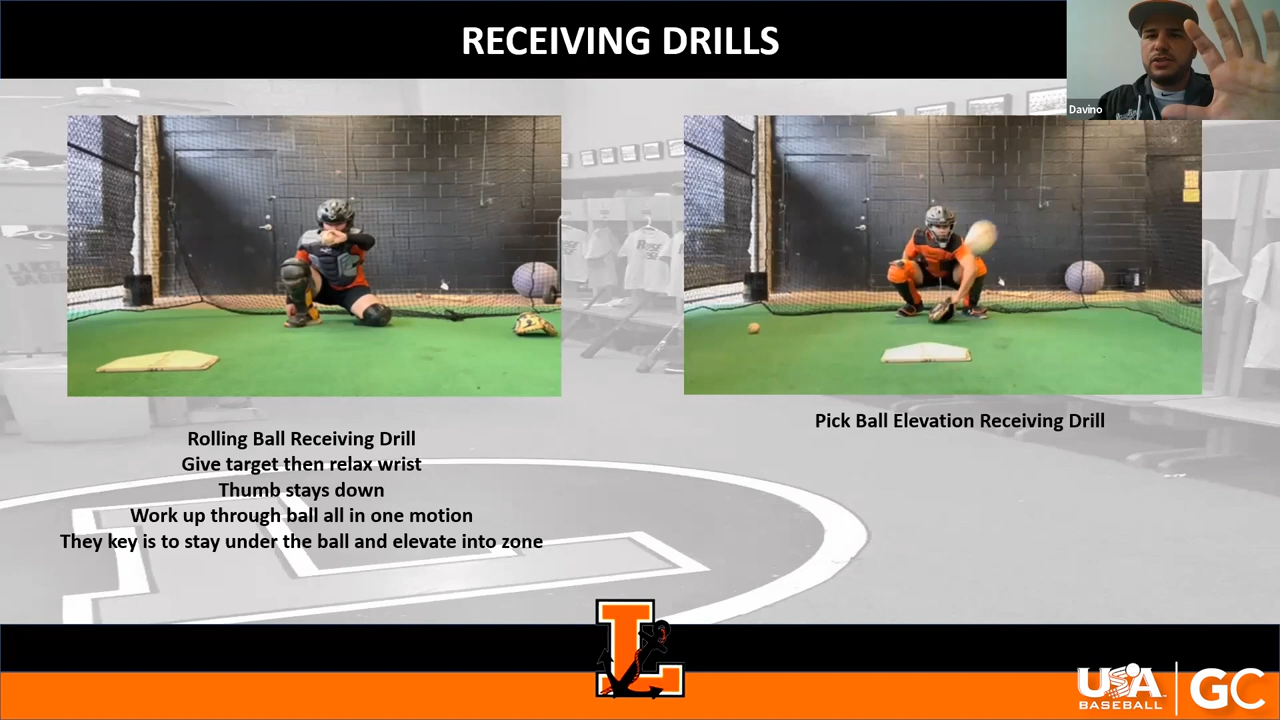 RECEIVING DRILLS
Davino
Rolling Ball Receiving Drill
Give target then relax wrist
Thumb stays down
Work up through ball all in one motion
They key is to stay under the ball and elevate into zone
Pick Ball Elevation Receiving Drill
L
USA
BASEBALL
GC